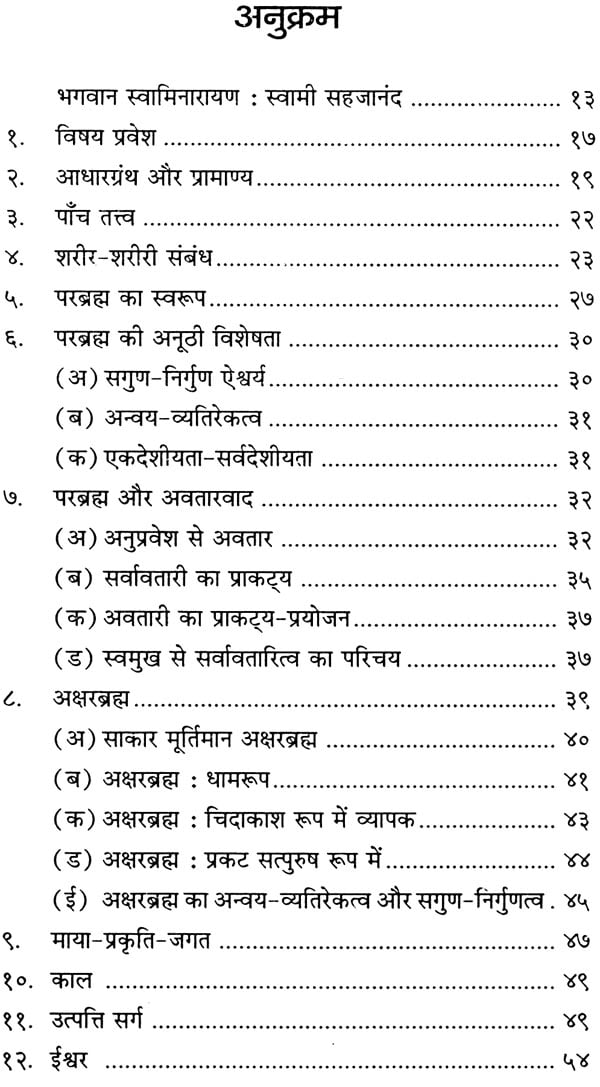 अनुक्रम
भगवान स्वामिनारायण : स्वामी सहजानंद ........................ १३
१. विषय प्रवेश ................................................................ १७
२. आधारग्रंथ और प्रामाण्य................................................. १९
३. पाँच तत्त्व ................................................................... २२
४. शरीर-शरीरी संबंध........................................................ २३
५. परब्रह्म का स्वरूप......................................................... २७
६. परब्रह्म की अनूठी विशेषता ............................................ ३०
(अ) सगुण-निर्गुण ऐश्वर्य................................................ ३०
(ब) अन्वय-व्यतिरेकत्व ................................................ ३१
(क) एकदेशीयता-सर्वदेशीयता ........................................ ३१
७. परब्रह्म और अवतारवाद ................................................ ३२
(अ) अनुप्रवेश से अवतार .............................................. ३२
(ब) सर्वावतारी का प्राकट्य ........................................... ३५
(क) अवतारी का प्राकट्य-प्रयोजन................................... ३७
(ड) स्वमुख से सर्वावतारित्व का परिचय ........................... ३७
८. अक्षरब्रह्म.................................................................... ३९
(अ) साकार मूर्तिमान अक्षरब्रह्म ...................................... ४०
(ब) अक्षरब्रह्म : धामरूप............................................... ४१
(क) अक्षरब्रह्म : चिदाकाश रूप में व्यापक......................... ४३
(ड) अक्षरब्रह्म : प्रकट सत्पुरुष रूप में.............................. ४४
(ई) अक्षरब्रह्म का अन्वय-व्यतिरेकत्व और सगुण-निर्गुणत्व . ४५
९. माया-प्रकृति-जगत ...................................................... ४७
१०. काल ........................................................................ ४९
११. उत्पत्ति सर्ग ............................................................... ४९
१२. ईश्वर ....................................................................... ५४